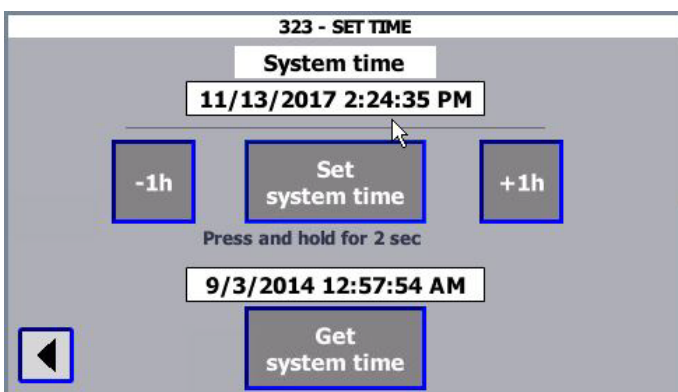 323 - SET TIME
System time
11/13/2017 2:24:35 PM
-1h
Set
system time
+1h
Press and hold for 2 sec
9/3/2014 12:57:54 AM
Get
system time